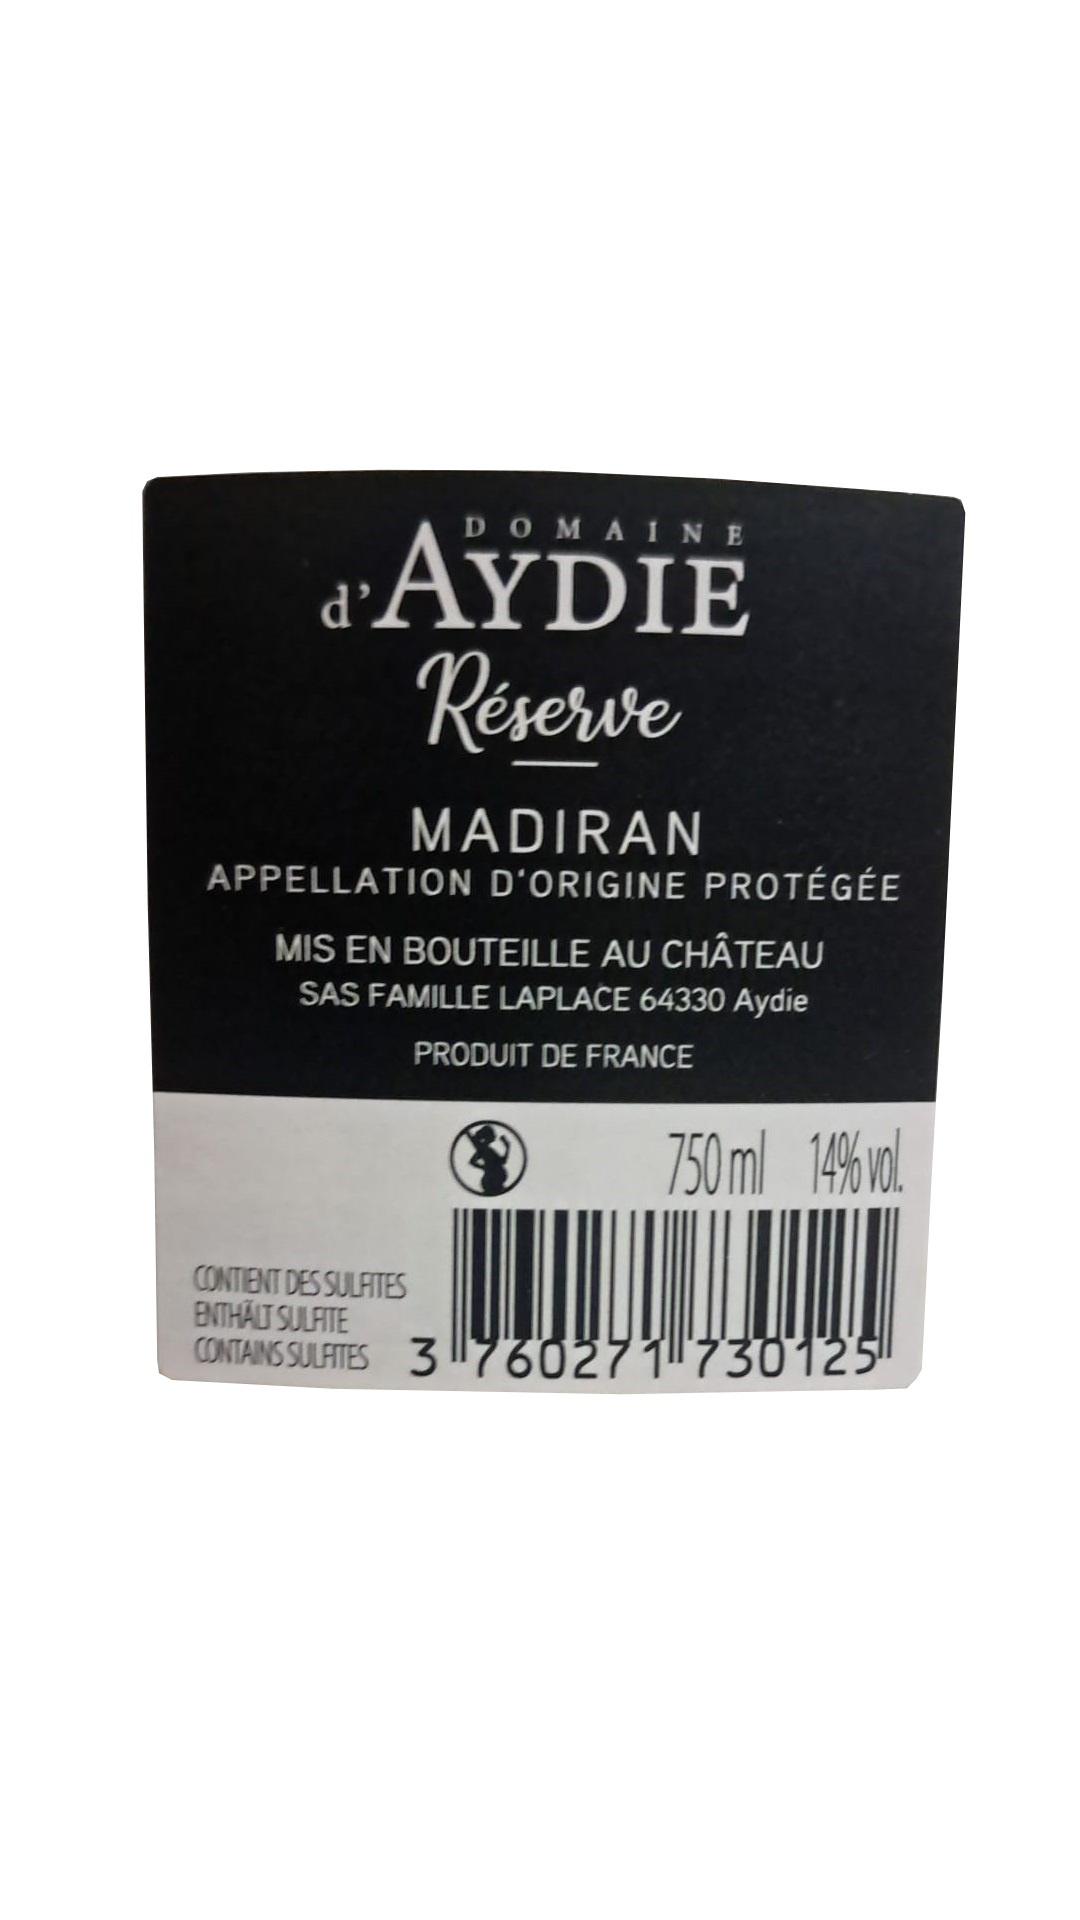 DOMAINE
d'AYDIE
Réserve
MADIRAN
APPELLATION D'ORIGINE PROTÉGÉE
MIS EN BOUTEILLE AU CHÂTEAU
SAS FAMILLE LAPLACE 64330 Aydie
PRODUIT DE FRANCE
750 ml 14% vol.
CONTIENT DES SULFITES
ENTHÄLT SULFITE
CONTAINS SULFITES
3 760271 730125